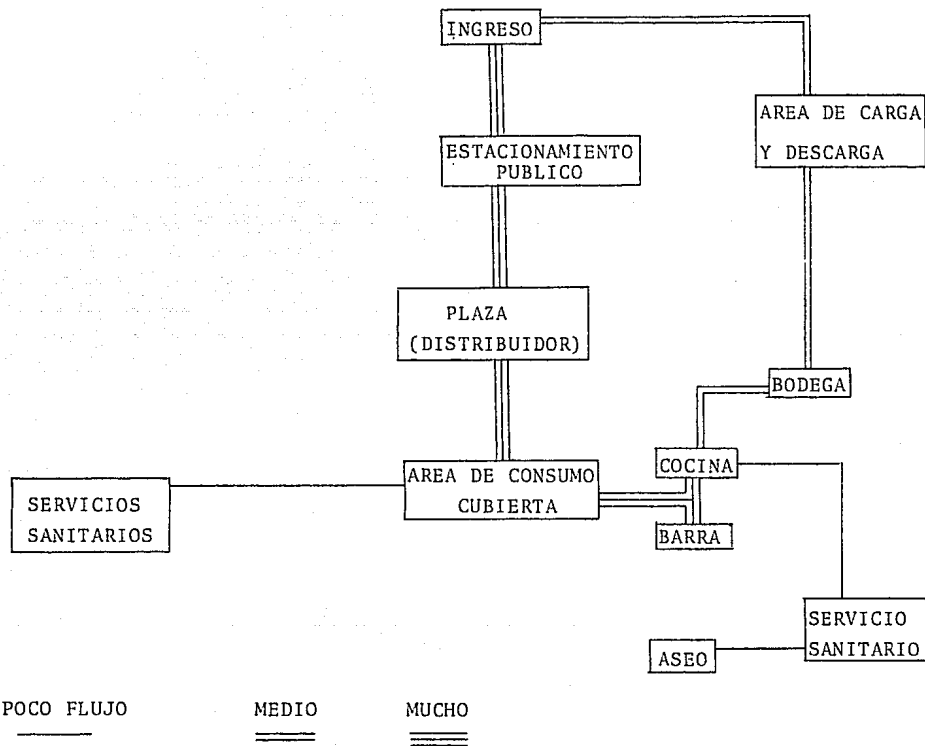 INGRESO
AREA DE CARGA
Y DESCARGA
ESTACIONAMIENTO
PUBLICO
PLAZA
(DISTRIBUIDOR)
BODEGA
AREA DE CONSUMO
CUBIERTA
COCINA
BARRA
SERVICIOS
SANITARIOS
SERVICIO
SANITARIO
ASEO
POCO FLUJO
MEDIO
MUCHO